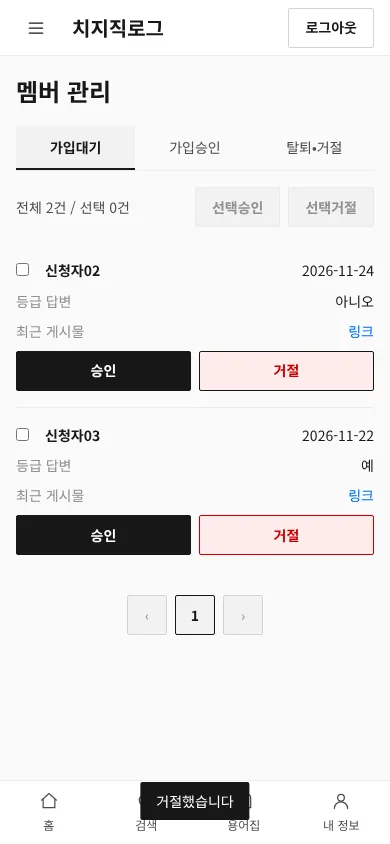 치지직로그
로그아웃
멤버 관리
가입대기 가입승인 탈퇴•거절
전체 2건 / 선택 0건 선택승인 선택거절
신청자02 2026-11-24
등급 답변 아니오
최근 게시물 링크
승인 거절
신청자03 2026-11-22
등급 답변 예
최근 게시물 링크
승인 거절
‹ 1 ›
거절했습니다
홈 검색 용어집 내 정보